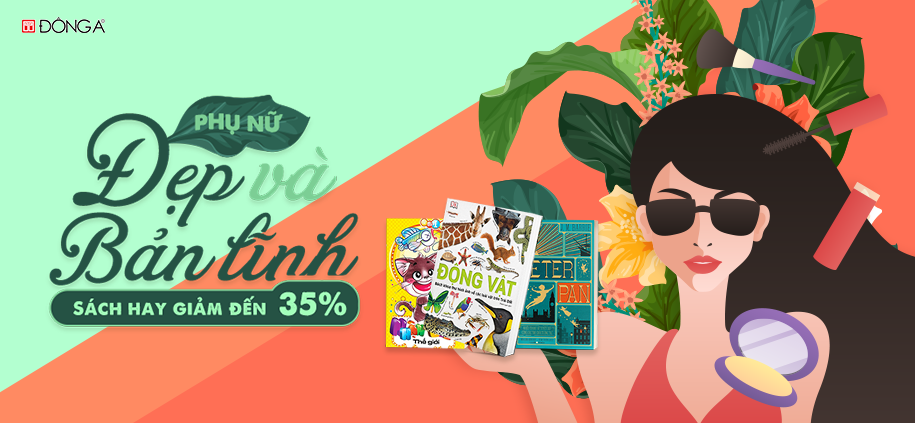 ĐÔNG A
PHỤ NỮ
Đẹp và
Bản lĩnh
SÁCH HAY GIẢM ĐẾN 35%
ĐỘNG VẬT
Thế giới
PETER
PAN